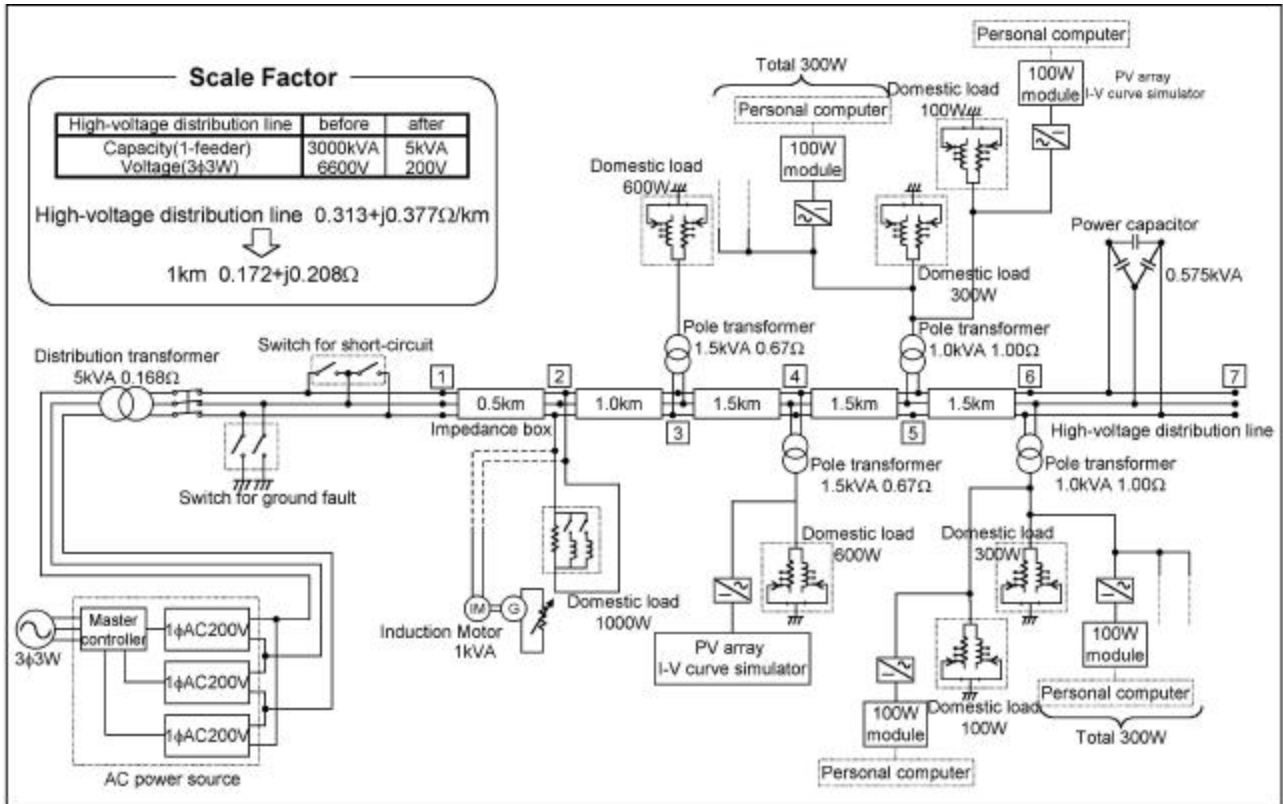 Scale Factor
High-voltage distribution line before after
Capacity(1-feeder) 3000kVA 5kVA
Voltage(3ϕ3W) 6600V 200V
High-voltage distribution line 0.313+j0.377Ω/km
1km 0.172+j0.208Ω
Personal computer
100W
module
PV array
I-V curve simulator
Total 300W
Personal computer
100W
module
Domestic load
100W
Domestic load
600W
Domestic load
300W
Power capacitor
0.575kVA
Pole transformer
1.5kVA 0.67Ω
Pole transformer
1.0kVA 1.00Ω
Distribution transformer
5kVA 0.168Ω
Switch for short-circuit
1
2
4
6
7
0.5km
1.0km
1.5km
1.5km
1.5km
Impedance box
3
5
High-voltage distribution line
Switch for ground fault
Pole transformer
1.5kVA 0.67Ω
Pole transformer
1.0kVA 1.00Ω
Domestic load
600W
Domestic load
300W
Domestic load
1000W
IM
G
Induction Motor
1kVA
PV array
I-V curve simulator
3ϕ3W
Master
controller
1ϕAC200V
1ϕAC200V
1ϕAC200V
AC power source
100W
module
Domestic load
100W
Personal computer
100W
module
Personal computer
Total 300W